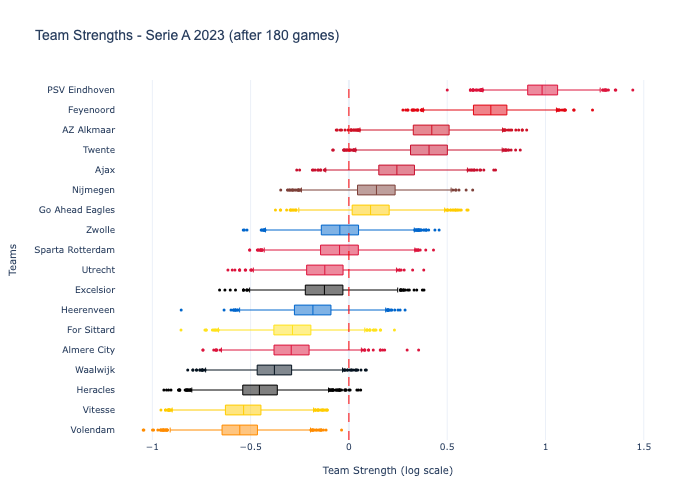 Team Strengths - Serie A 2023 (after 180 games)
PSV Eindhoven
Feyenoord
AZ Alkmaar
Twente
Ajax
Nijmegen
Go Ahead Eagles
Zwolle
Sparta Rotterdam
Utrecht
Excelsior
Heerenveen
For Sittard
Almere City
Waalwijk
Heracles
Vitesse
Volendam
Teams
−1 −0.5 0 0.5 1 1.5
Team Strength (log scale)